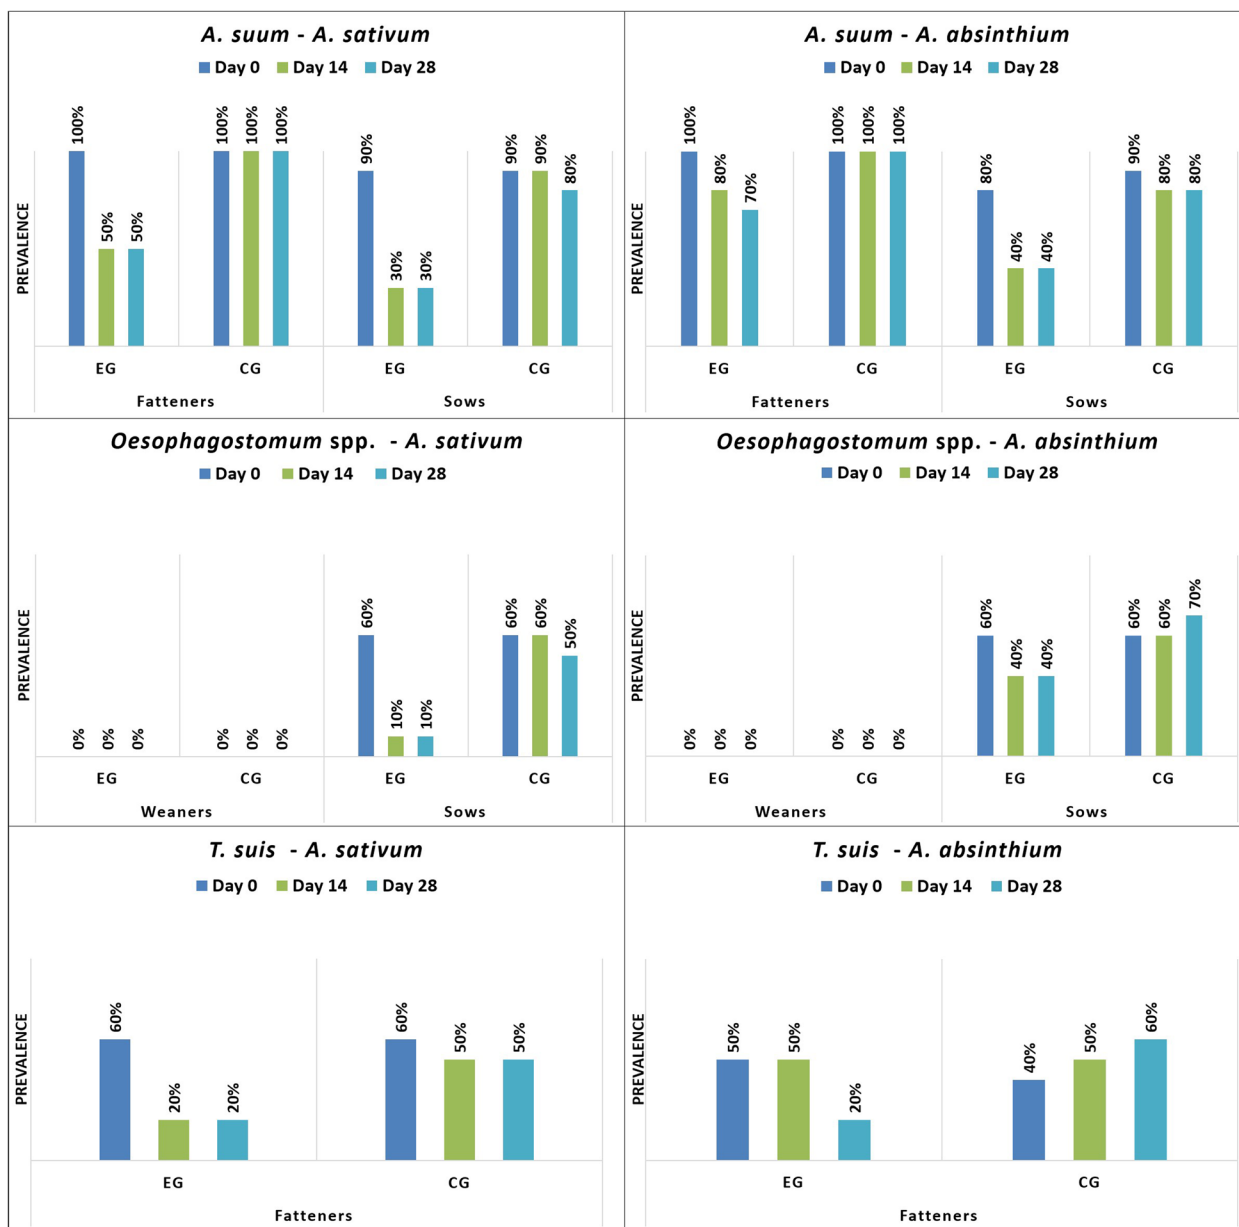 A. suum - A. sativum
Day 0 Day 14 Day 28
PREVALENCE
100% 50% 50% 100% 100% 100% 90% 30% 30% 90% 90% 80%
EG CG EG CG
Fatteners Sows
A. suum - A. absinthium
Day 0 Day 14 Day 28
PREVALENCE
100% 80% 70% 100% 100% 100% 80% 40% 40% 90% 80% 80%
EG CG EG CG
Fatteners Sows
Oesophagostomum spp. - A. sativum
Day 0 Day 14 Day 28
PREVALENCE
0% 0% 0% 0% 0% 0% 60% 10% 10% 60% 60% 50%
EG CG EG CG
Weaners Sows
Oesophagostomum spp. - A. absinthium
Day 0 Day 14 Day 28
PREVALENCE
0% 0% 0% 0% 0% 0% 60% 40% 40% 60% 60% 70%
EG CG EG CG
Weaners Sows
T. suis - A. sativum
Day 0 Day 14 Day 28
PREVALENCE
60% 20% 20% 60% 50% 50%
EG CG
Fatteners
T. suis - A. absinthium
Day 0 Day 14 Day 28
PREVALENCE
50% 50% 20% 40% 50% 60%
EG CG
Fatteners